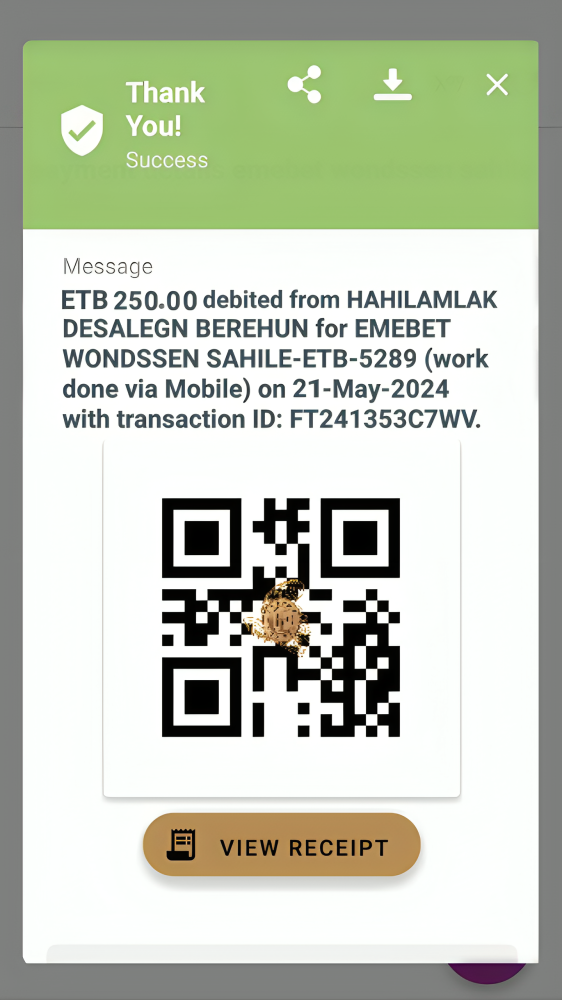 Thank
You!
Success
Message
ETB 250.00 debited from HAHILAMLAK
DESALEGN BEREHUN for EMEBET
WONDSSEN SAHILE-ETB-5289 (work
done via Mobile) on 21-May-2024
with transaction ID: FT241353C7WV.
VIEW RECEIPT